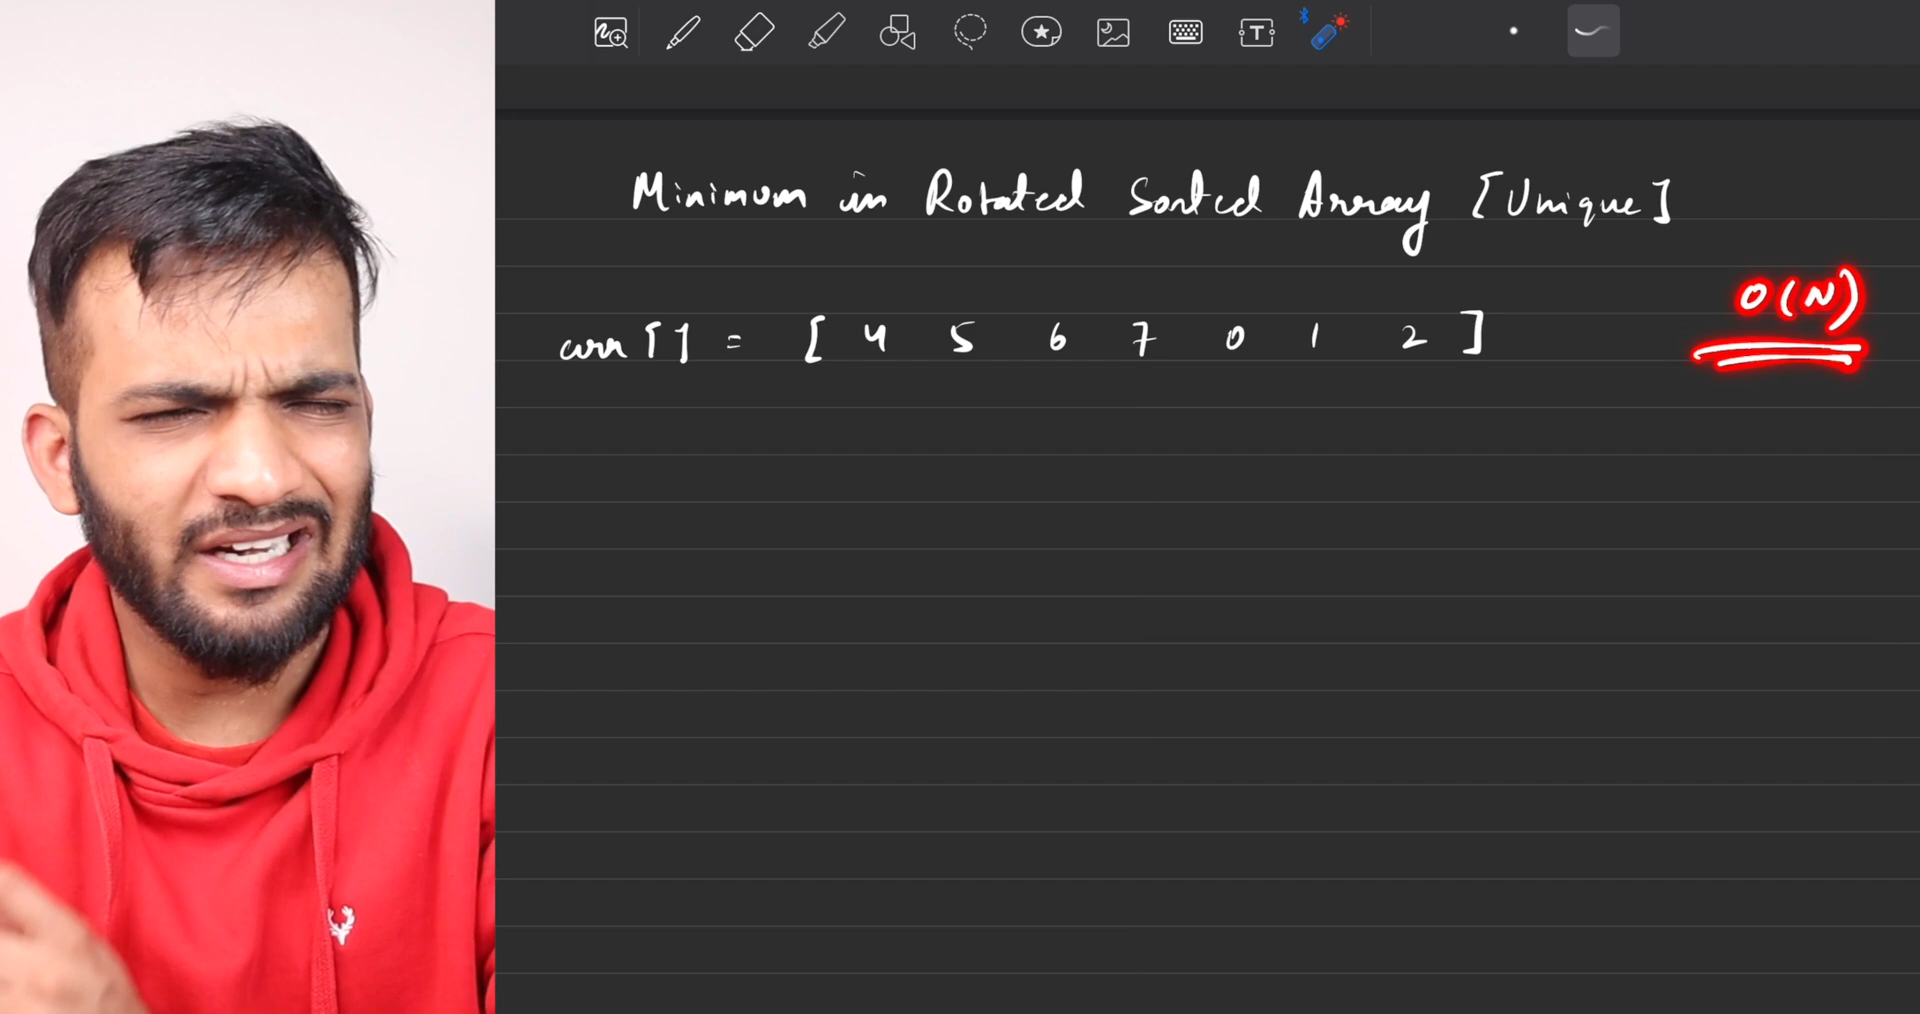 Minimum in Rotated Sorted Array [Unique]
O(N)
arr[] = [ 4 5 6 7 0 1 2 ]